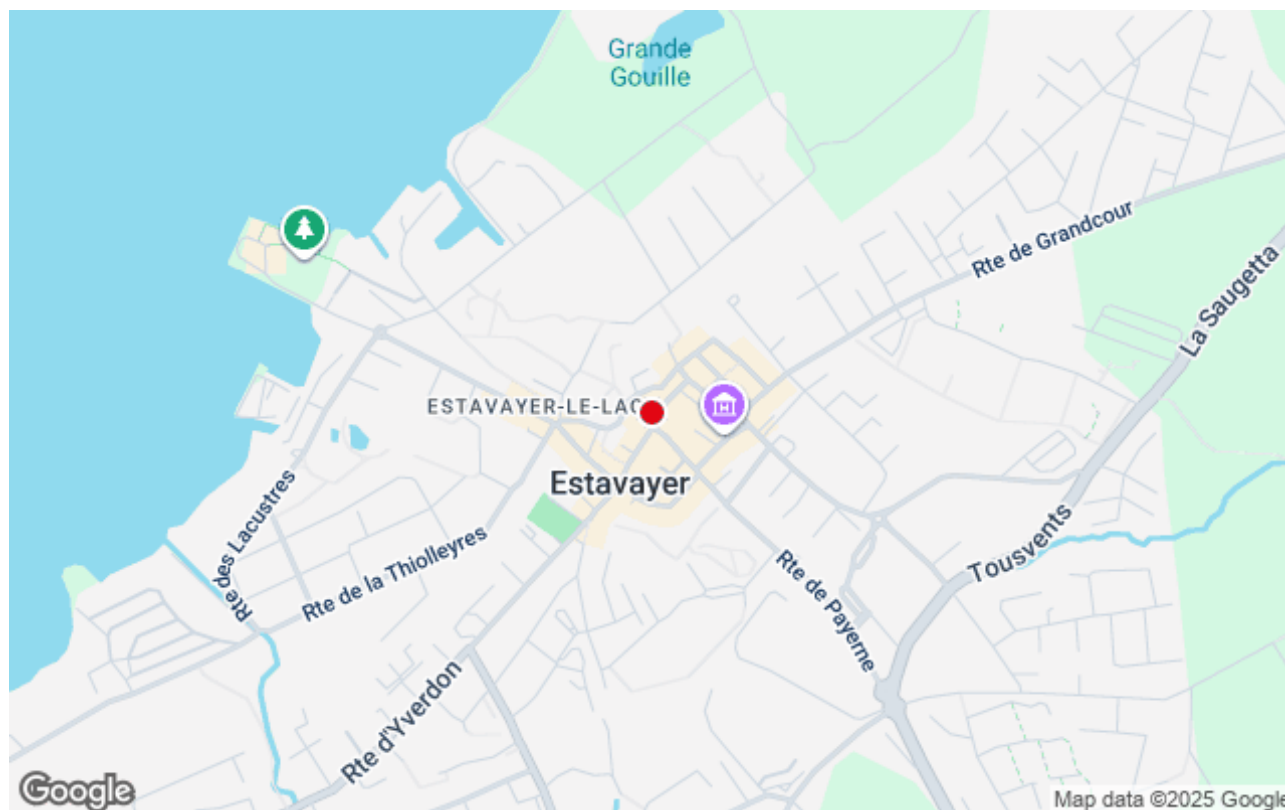 Grande
Gouille
Rte de Grandcour
La Saugetta
ESTAVAYER-LE-LAC
Estavayer
Rte des Lacustres
Rte de la Thiolleyres
Tousvents
Rte de Payerne
Rte d'Yverdon
Google
Map data ©2025 Google